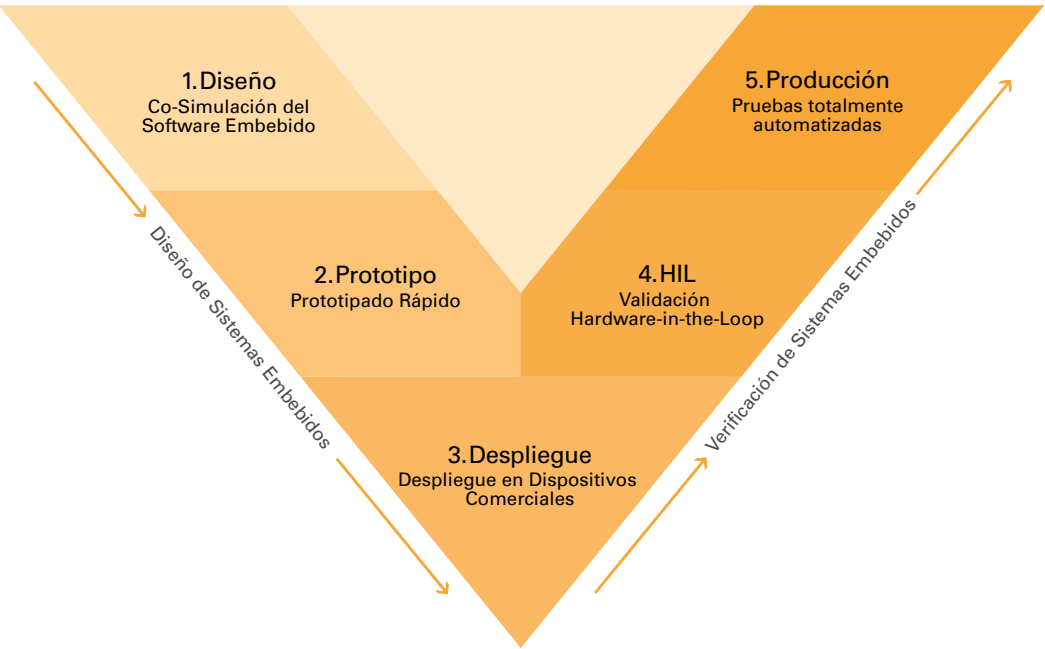 1.Diseño
Co-Simulación del
Software Embebido
2.Prototipo
Prototipado Rápido
3.Despliegue
Despliegue en Dispositivos
Comerciales
4.HIL
Validación
Hardware-in-the-Loop
5.Producción
Pruebas totalmente
automatizadas
Diseño de Sistemas Embebidos
Verificación de Sistemas Embebidos